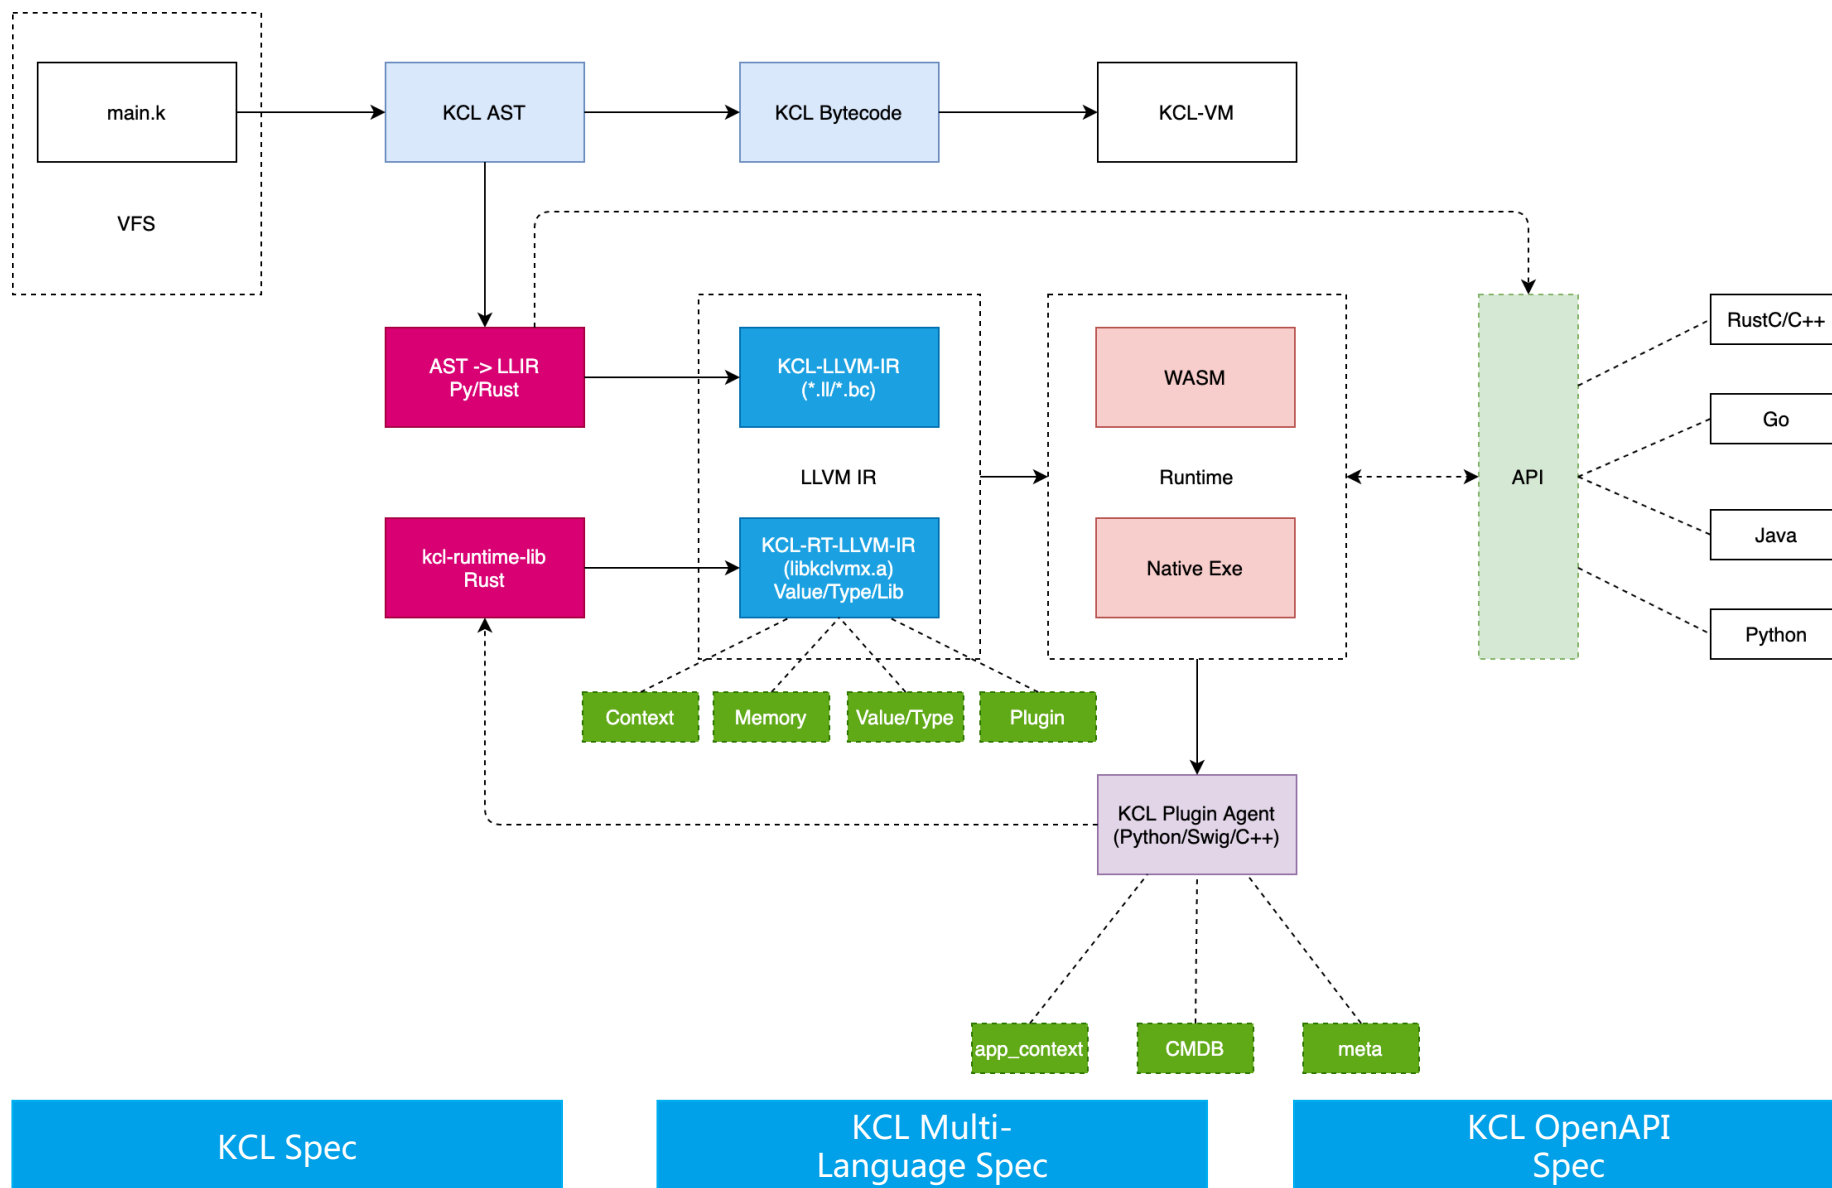 main.k
KCL AST
KCL Bytecode
KCL-VM
VFS
AST -> LLIR
Py/Rust
KCL-LLVM-IR
(*.ll/*.bc)
WASM
RustC/C++
Go
LLVM IR
Runtime
API
Java
kcl-runtime-lib
Rust
KCL-RT-LLVM-IR
(libkclvmx.a)
Value/Type/Lib
Native Exe
Python
Context
Memory
Value/Type
Plugin
KCL Plugin Agent
(Python/Swig/C++)
app_context
CMDB
meta
KCL Spec
KCL Multi-
Language Spec
KCL OpenAPI
Spec